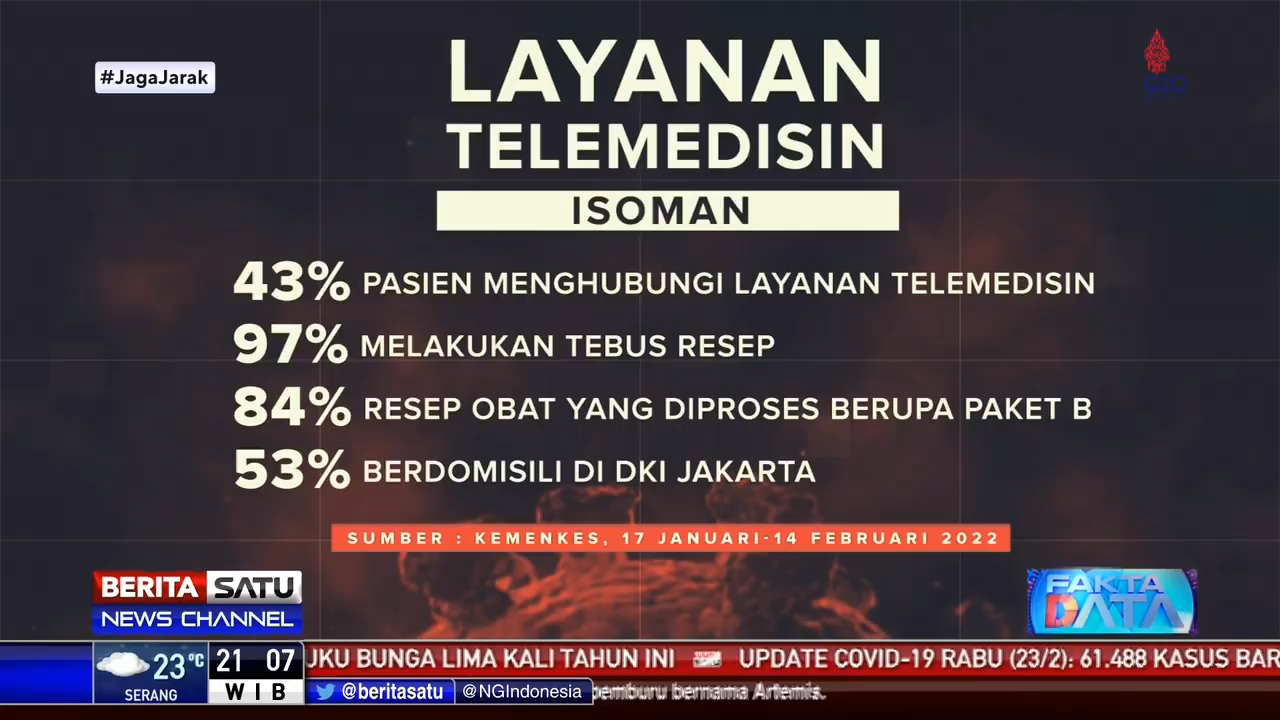 #JagaJarak
LAYANAN
TELEMEDISIN
ISOMAN
43% PASIEN MENGHUBUNGI LAYANAN TELEMEDISIN
97% MELAKUKAN TEBUS RESEP
84% RESEP OBAT YANG DIPROSES BERUPA PAKET B
53% BERDOMISILI DI DKI JAKARTA
SUMBER : KEMENKES, 17 JANUARI-14 FEBRUARI 2022
BERITA SATU
NEWS CHANNEL
FAKTA
DATA
23°C
SERANG
21 07
WIB
UKU BUNGA LIMA KALI TAHUN INI UPDATE COVID-19 RABU (23/2): 61.488 KASUS BAR
@beritasatu @NGIndonesia
pemburu bernama Artemis.